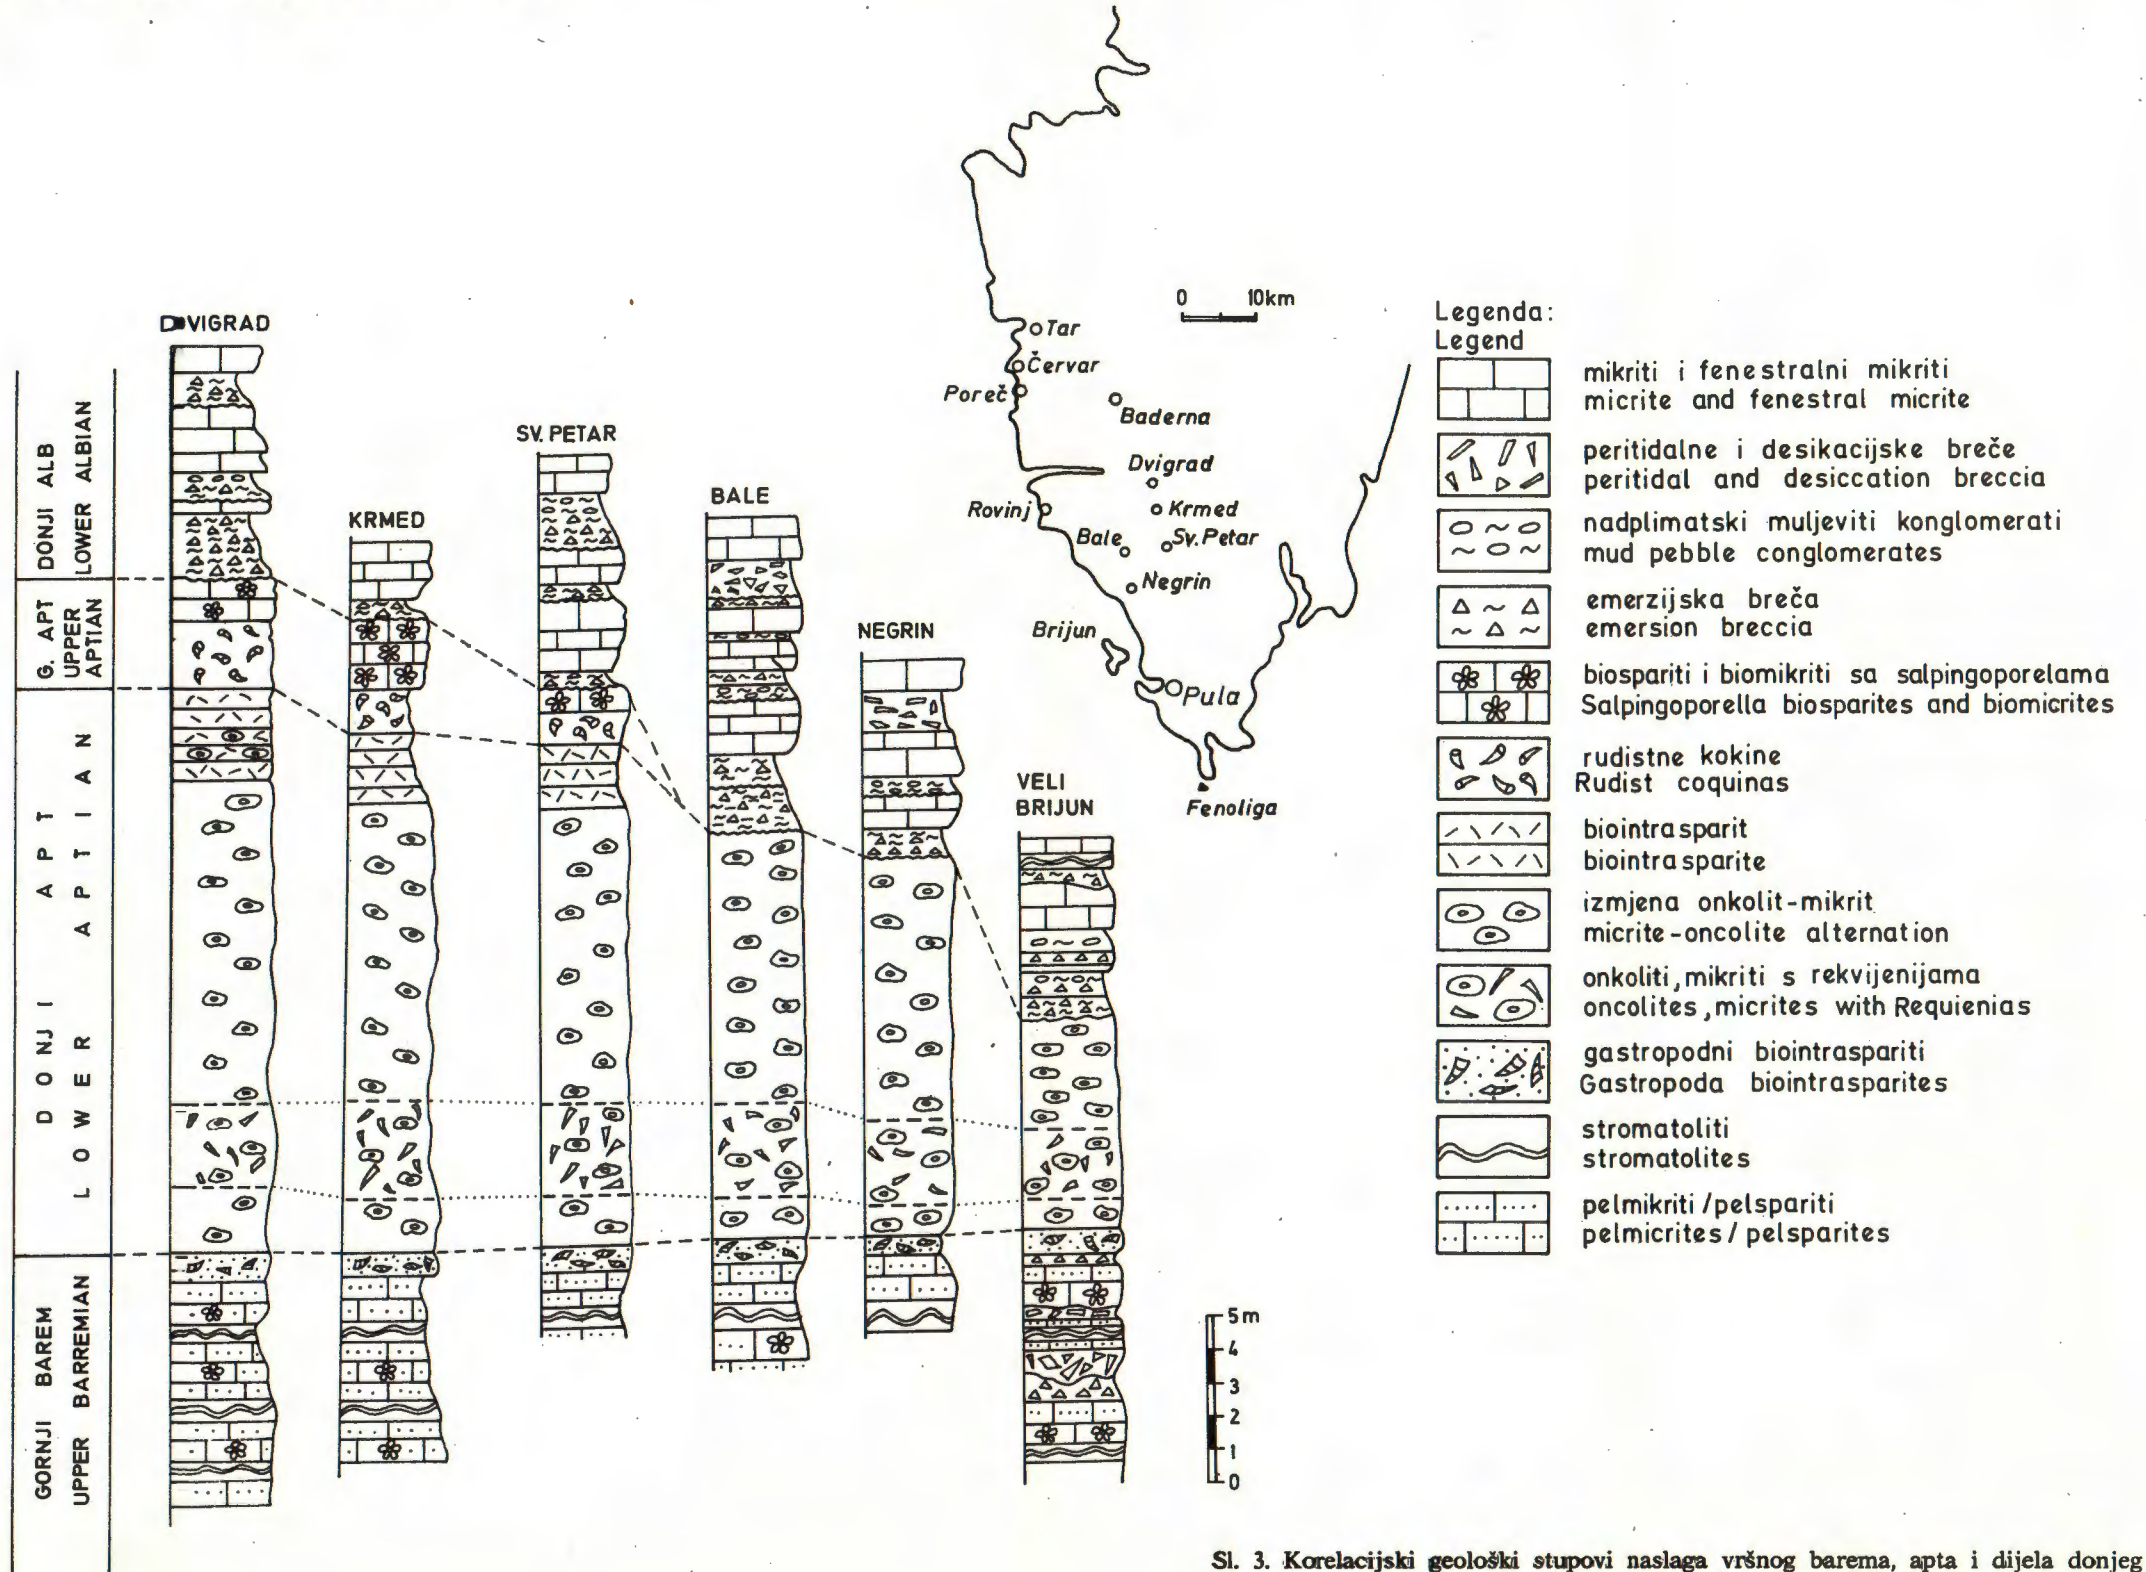 DVIGRAD
KRMED
SV. PETAR
BALE
NEGRIN
VELI
BRIJUN
DONJI ALB
LOWER ALBIAN
G. APT
UPPER
APTIAN
DONJI APT
LOWER APTIAN
GORNJI BAREM
UPPER BARREMIAN
0 10km
Tar
Červar
Poreč
Baderna
Dvigrad
Rovinj
Krmed
Bale
Sv. Petar
Negrin
Brijun
Pula
Fenoliga
5m
4
3
2
1
0
Legenda:
Legend
mikriti i fenestralni mikriti
micrite and fenestral micrite
peritidalne i desikacijske breče
peritidal and desiccation breccia
nadplimatski muljeviti konglomerati
mud pebble conglomerates
emerzijska breča
emersion breccia
biospariti i biomikriti sa salpingoporelama
Salpingoporella biosparites and biomicrites
rudistne kokine
Rudist coquinas
biointrasparit
biointrasparite
izmjena onkolit-mikrit
micrite-oncolite alternation
onkoliti, mikriti s rekvijenijama
oncolites, micrites with Requienias
gastropodni biointraspariti
Gastropoda biointrasparites
stromatoliti
stromatolites
pelmikriti/pelspariti
pelmicrites/pelsparites
Sl. 3. Korelacijski geološki stupovi naslaga vršnog barema, apta i dijela donjeg